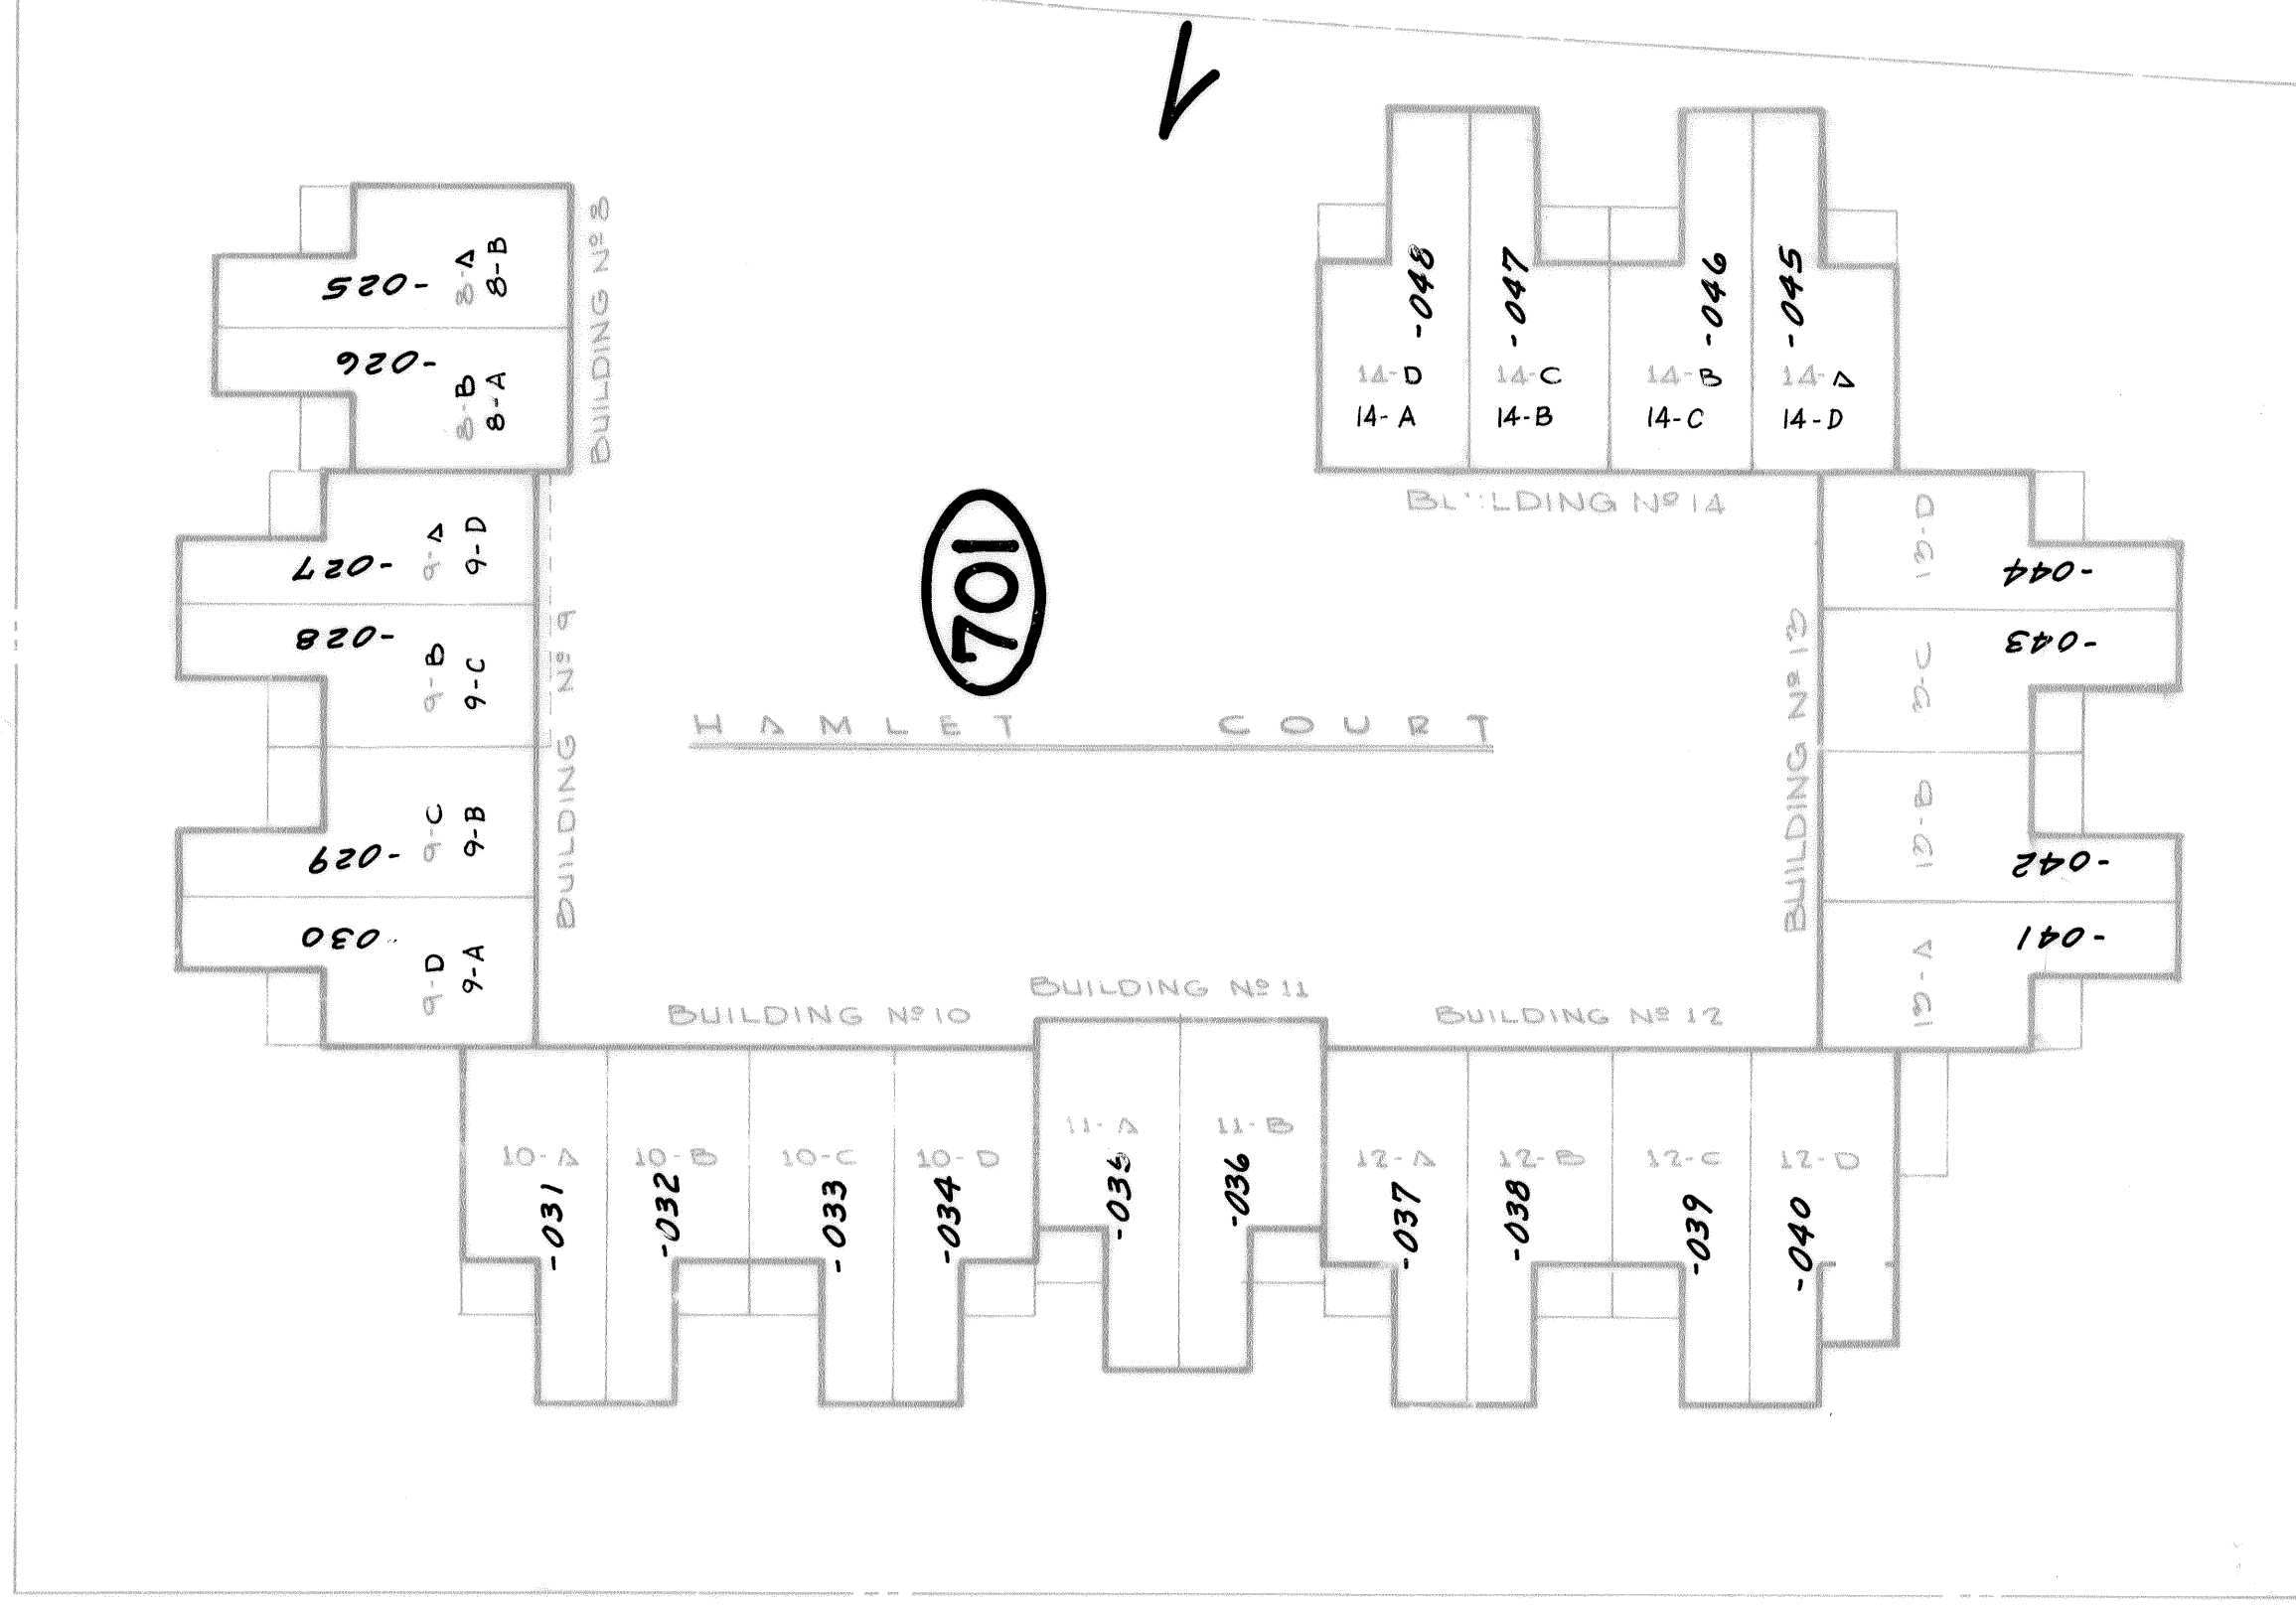 BUILDING Nº 8
-025
8-A
8-B
-026
8-B
8-A
BUILDING Nº 9
-027
9-A
9-D
-028
9-B
9-C
-029
9-C
9-B
-030
9-D
9-A
701
HAMLET COURT
-048
-047
-046
-045
14-D
14-C
14-B
14-A
14-A
14-B
14-C
14-D
BUILDING Nº 14
BUILDING Nº 13
13-D
-044
13-C
-043
13-B
-042
13-A
-041
BUILDING Nº 10
BUILDING Nº 11
BUILDING Nº 12
10-A
10-B
10-C
10-D
11-A
11-B
12-A
12-B
12-C
12-D
-031
-032
-033
-034
-035
-036
-037
-038
-039
-040